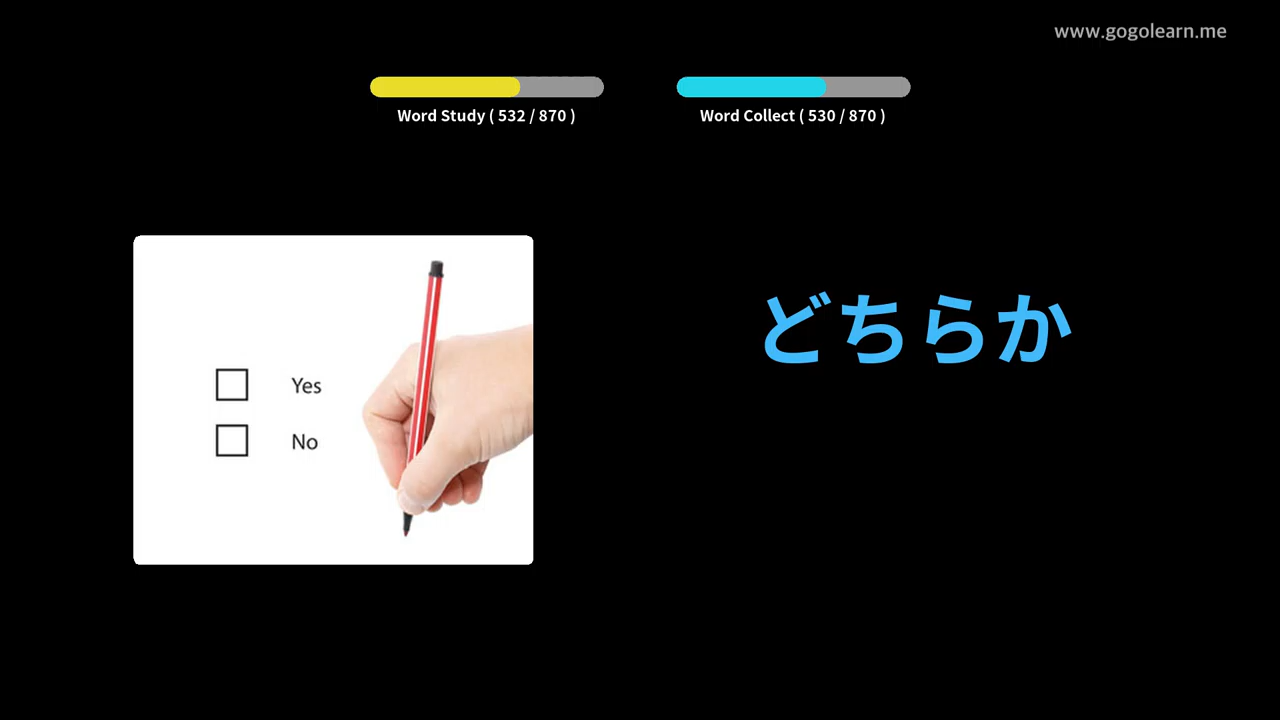 www.gogolearn.me
Word Study ( 532 / 870 )
Word Collect ( 530 / 870 )
どちらか
Yes
No